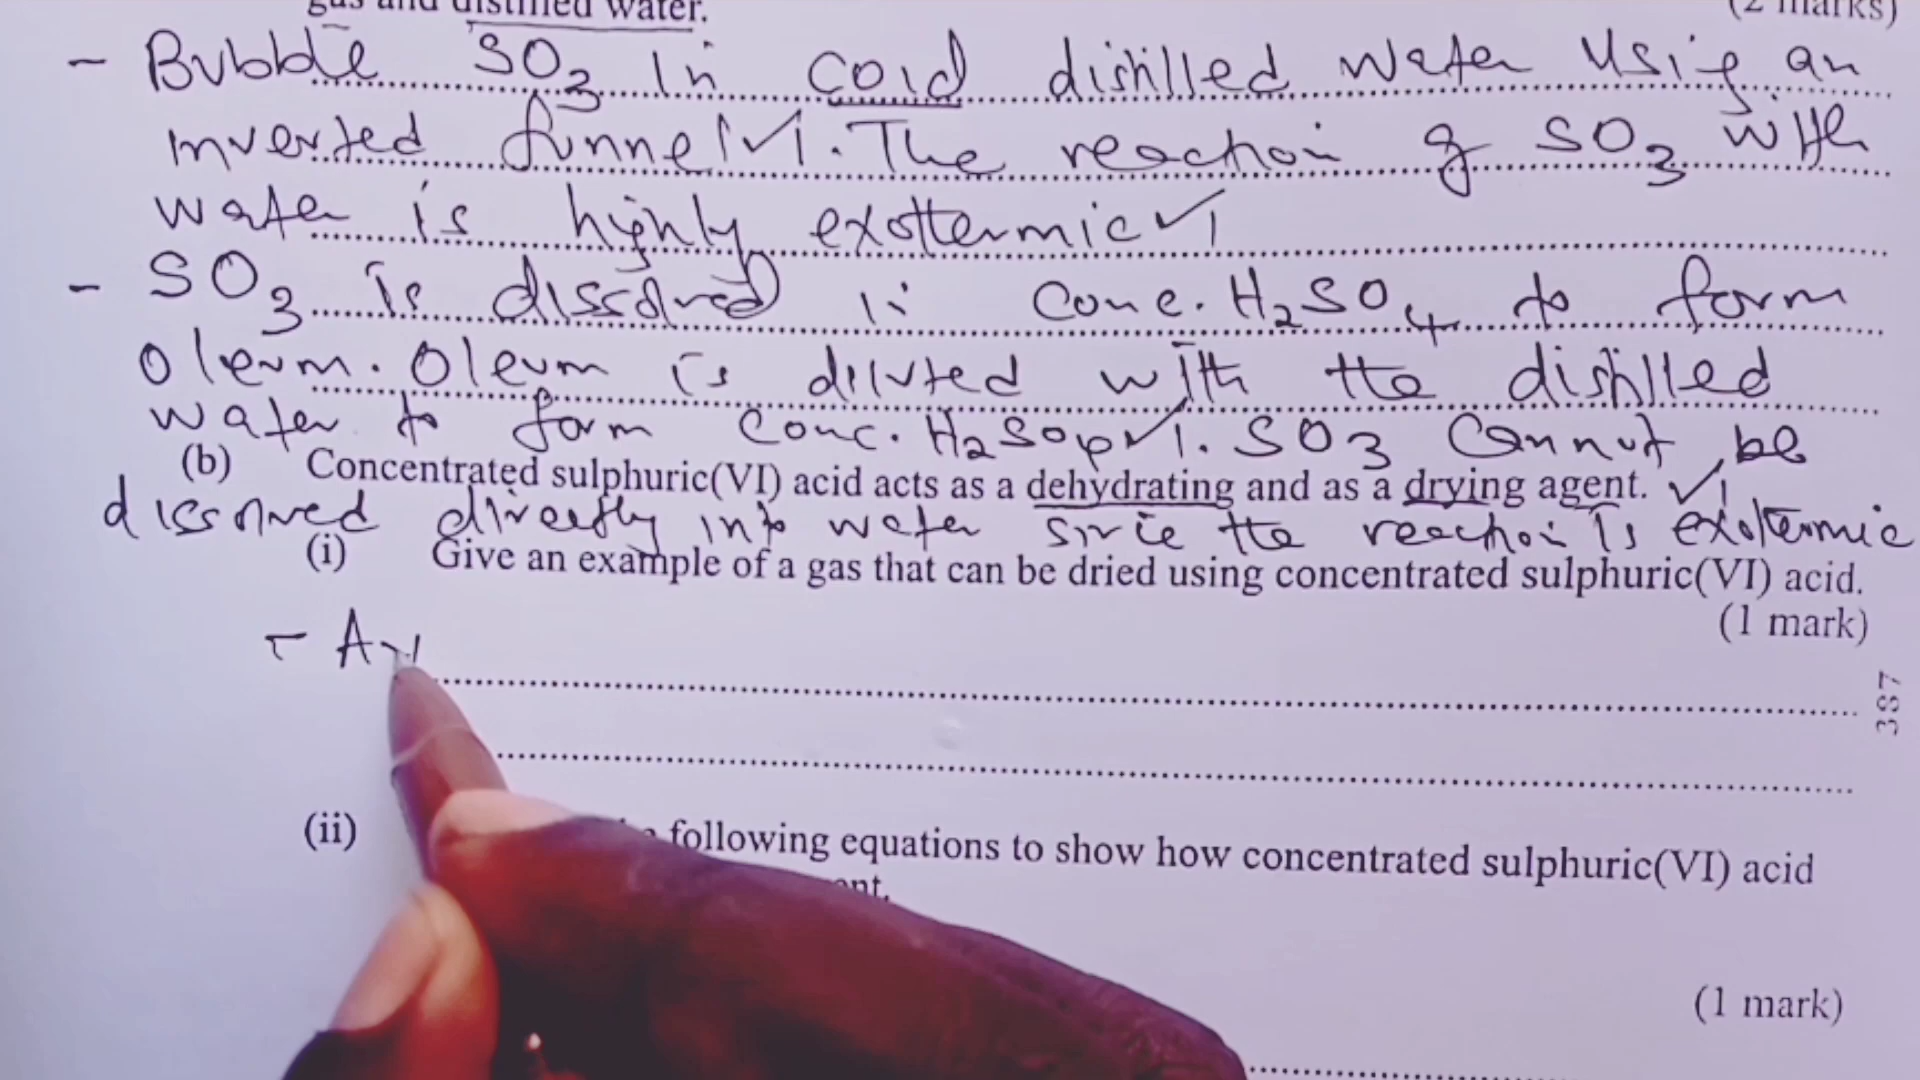 gas and distilled water.
(2 marks)
- Bubble SO3 in cold distilled water using an
inverted funnel ✓1. The reaction of SO3 with
water is highly exothermic ✓1
- SO3 is dissolved in conc. H2SO4 to form
Oleum. Oleum is diluted with the distilled
water to form conc. H2SO4 ✓1. SO3 cannot be
(b) Concentrated sulphuric(VI) acid acts as a dehydrating and as a drying agent. ✓1
dissolved directly into water since the reaction is exothermic
(i) Give an example of a gas that can be dried using concentrated sulphuric(VI) acid.
(1 mark)
- A
387
(ii) following equations to show how concentrated sulphuric(VI) acid
(1 mark)